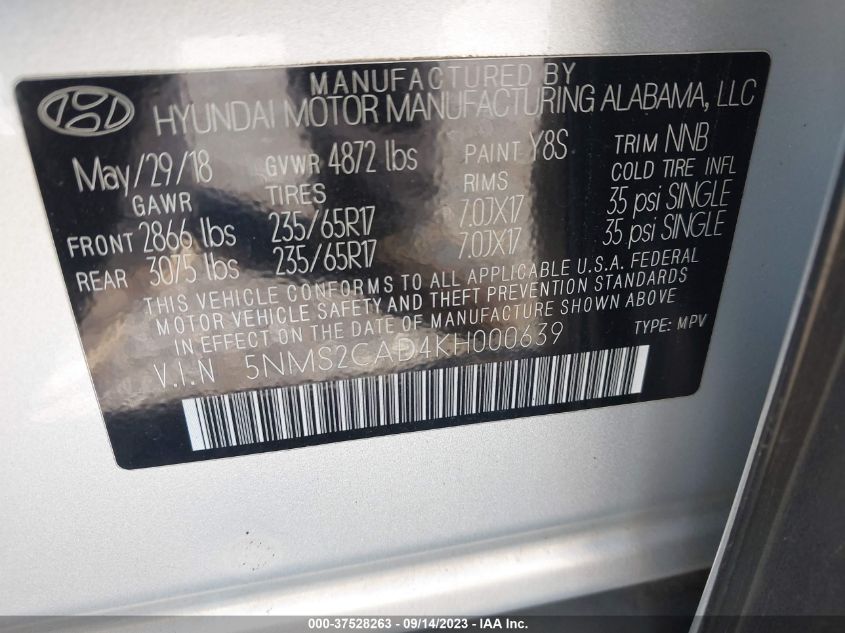 MANUFACTURED BY
HYUNDAI MOTOR MANUFACTURING ALABAMA, LLC
May/29/18 GVWR 4872 lbs PAINT Y8S TRIM NNB
GAWR TIRES RIMS COLD TIRE INFL
FRONT 2866 lbs 235/65R17 7.0JX17 35 psi SINGLE
REAR 3075 lbs 235/65R17 7.0JX17 35 psi SINGLE
THIS VEHICLE CONFORMS TO ALL APPLICABLE U.S.A. FEDERAL
MOTOR VEHICLE SAFETY AND THEFT PREVENTION STANDARDS
IN EFFECT ON THE DATE OF MANUFACTURE SHOWN ABOVE
V.I.N 5NMS2CAD4KH000639 TYPE: MPV
000-37528263 - 09/14/2023 - IAA Inc.